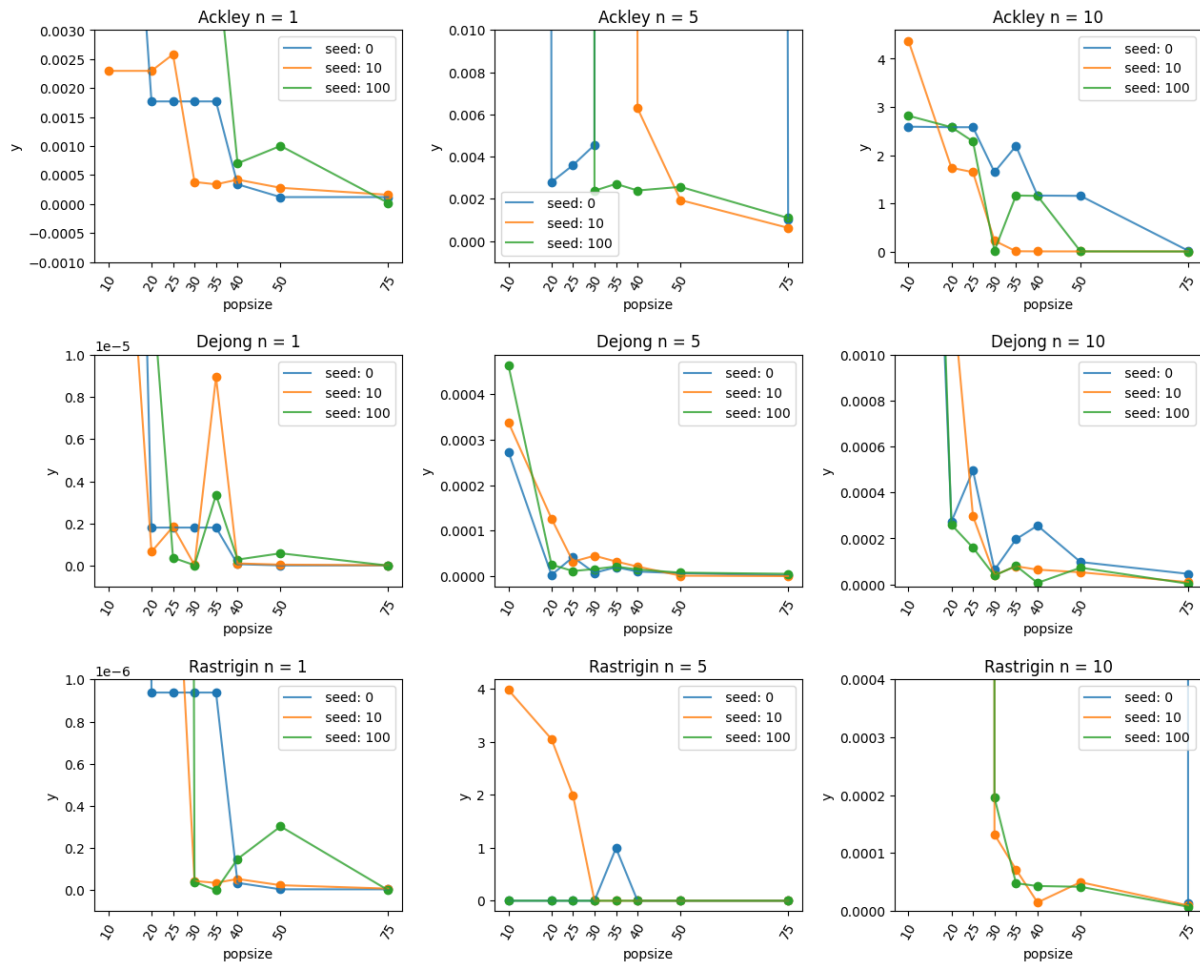 Ackley n = 1
0.0030
0.0025
0.0020
0.0015
0.0010
0.0005
0.0000
−0.0005
−0.0010
y
10 20 25 30 35 40 50 75
popsize
seed: 0
seed: 10
seed: 100
Ackley n = 5
0.010
0.008
0.006
0.004
0.002
0.000
y
10 20 25 30 35 40 50 75
popsize
seed: 0
seed: 10
seed: 100
Ackley n = 10
4
3
2
1
0
y
10 20 25 30 35 40 50 75
popsize
seed: 0
seed: 10
seed: 100
Dejong n = 1
1e−5
1.0
0.8
0.6
0.4
0.2
0.0
y
10 20 25 30 35 40 50 75
popsize
seed: 0
seed: 10
seed: 100
Dejong n = 5
0.0004
0.0003
0.0002
0.0001
0.0000
y
10 20 25 30 35 40 50 75
popsize
seed: 0
seed: 10
seed: 100
Dejong n = 10
0.0010
0.0008
0.0006
0.0004
0.0002
0.0000
y
10 20 25 30 35 40 50 75
popsize
seed: 0
seed: 10
seed: 100
Rastrigin n = 1
1e−6
1.0
0.8
0.6
0.4
0.2
0.0
y
10 20 25 30 35 40 50 75
popsize
seed: 0
seed: 10
seed: 100
Rastrigin n = 5
4
3
2
1
0
y
10 20 25 30 35 40 50 75
popsize
seed: 0
seed: 10
seed: 100
Rastrigin n = 10
0.0004
0.0003
0.0002
0.0001
0.0000
y
10 20 25 30 35 40 50 75
popsize
seed: 0
seed: 10
seed: 100